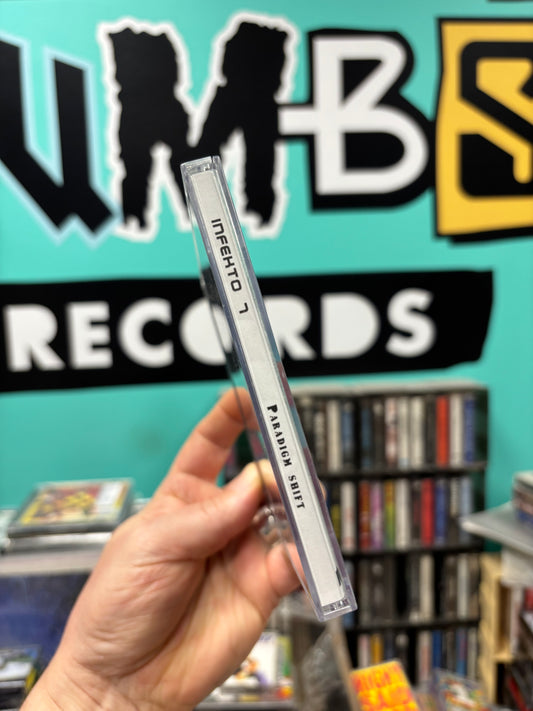 UMBS
RECORDS
INFEKTO 7
PARADIGM SHIFT